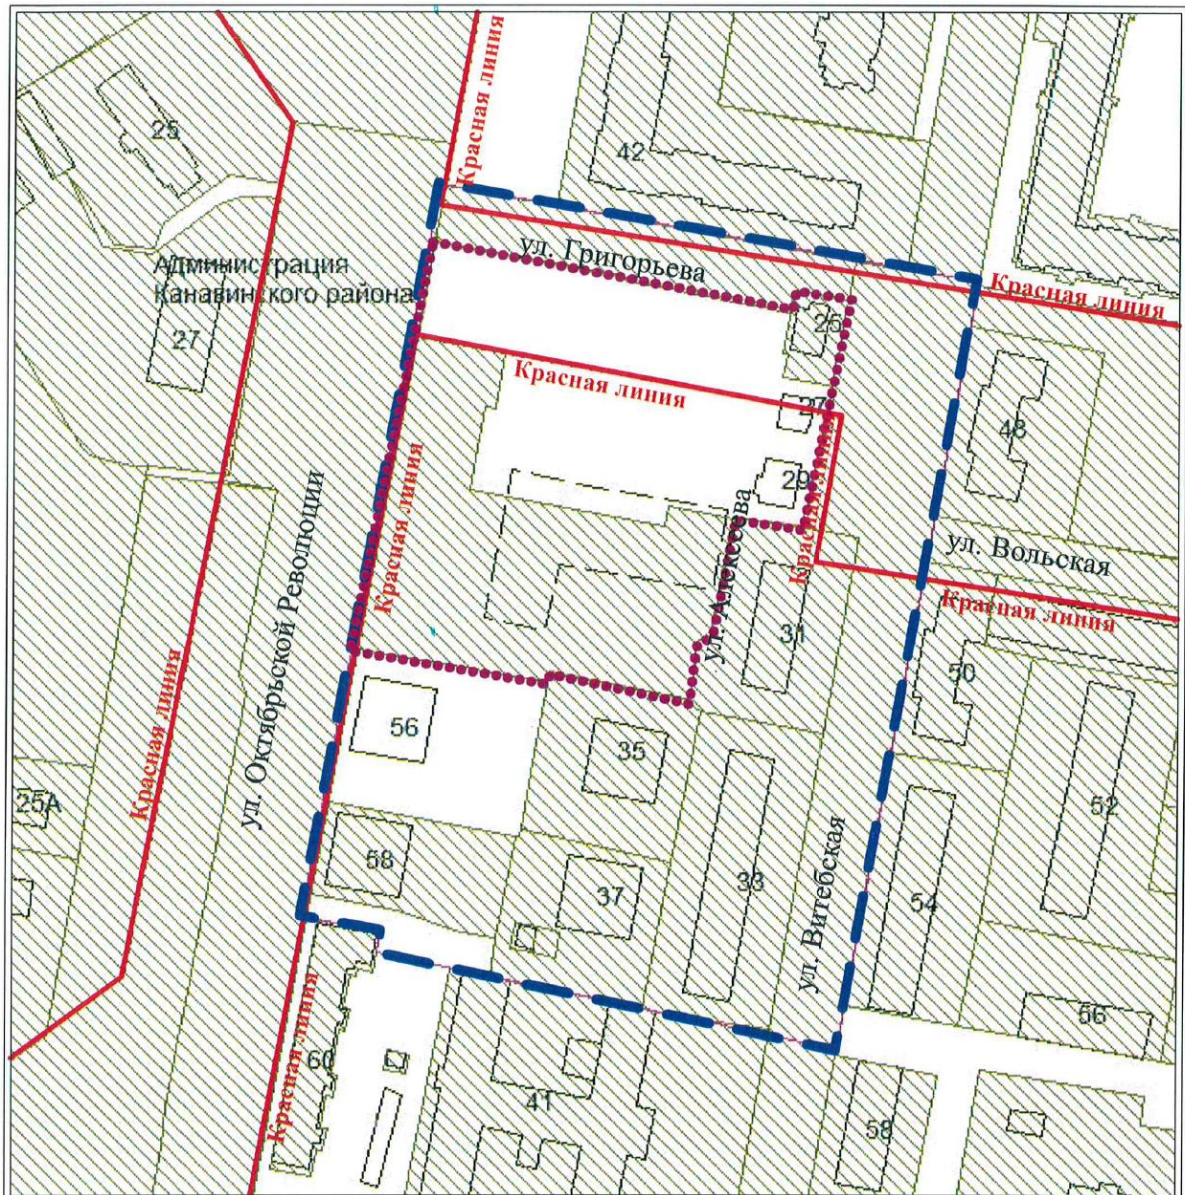 Красная линия
25
42
ул. Григорьева
Администрация
Канавинского района
Красная линия
25
27
Красная линия
27
48
Красная линия
29
Красная линия
ул. Алексеева
ул. Октябрьской Революции
ул. Вольская
Красная линия
31
50
Красная линия
56
35
25А
52
58
33
ул. Витебская
37
54
56
Красная линия
60
41
58